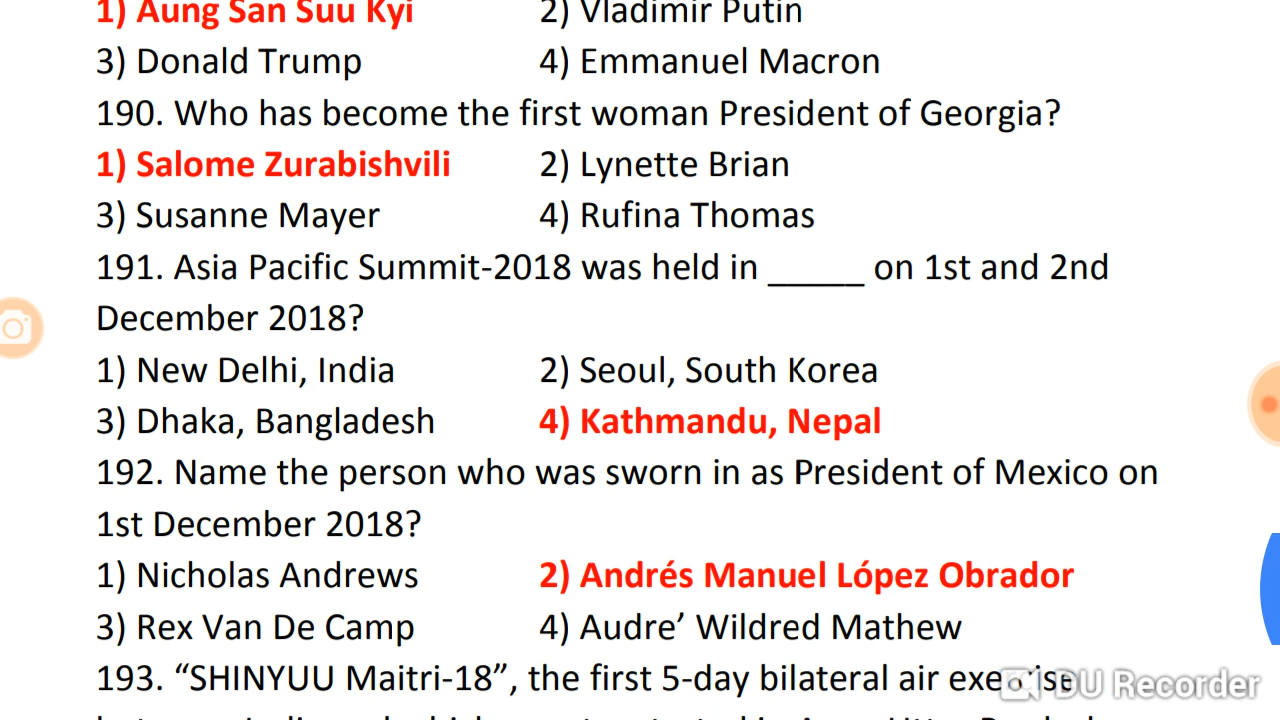 1) Aung San Suu Kyi 2) Vladimir Putin
3) Donald Trump 4) Emmanuel Macron
190. Who has become the first woman President of Georgia?
1) Salome Zurabishvili 2) Lynette Brian
3) Susanne Mayer 4) Rufina Thomas
191. Asia Pacific Summit-2018 was held in _____ on 1st and 2nd
December 2018?
1) New Delhi, India 2) Seoul, South Korea
3) Dhaka, Bangladesh 4) Kathmandu, Nepal
192. Name the person who was sworn in as President of Mexico on
1st December 2018?
1) Nicholas Andrews 2) Andrés Manuel López Obrador
3) Rex Van De Camp 4) Audre’ Wildred Mathew
193. “SHINYUU Maitri-18”, the first 5-day bilateral air exercise
DU Recorder